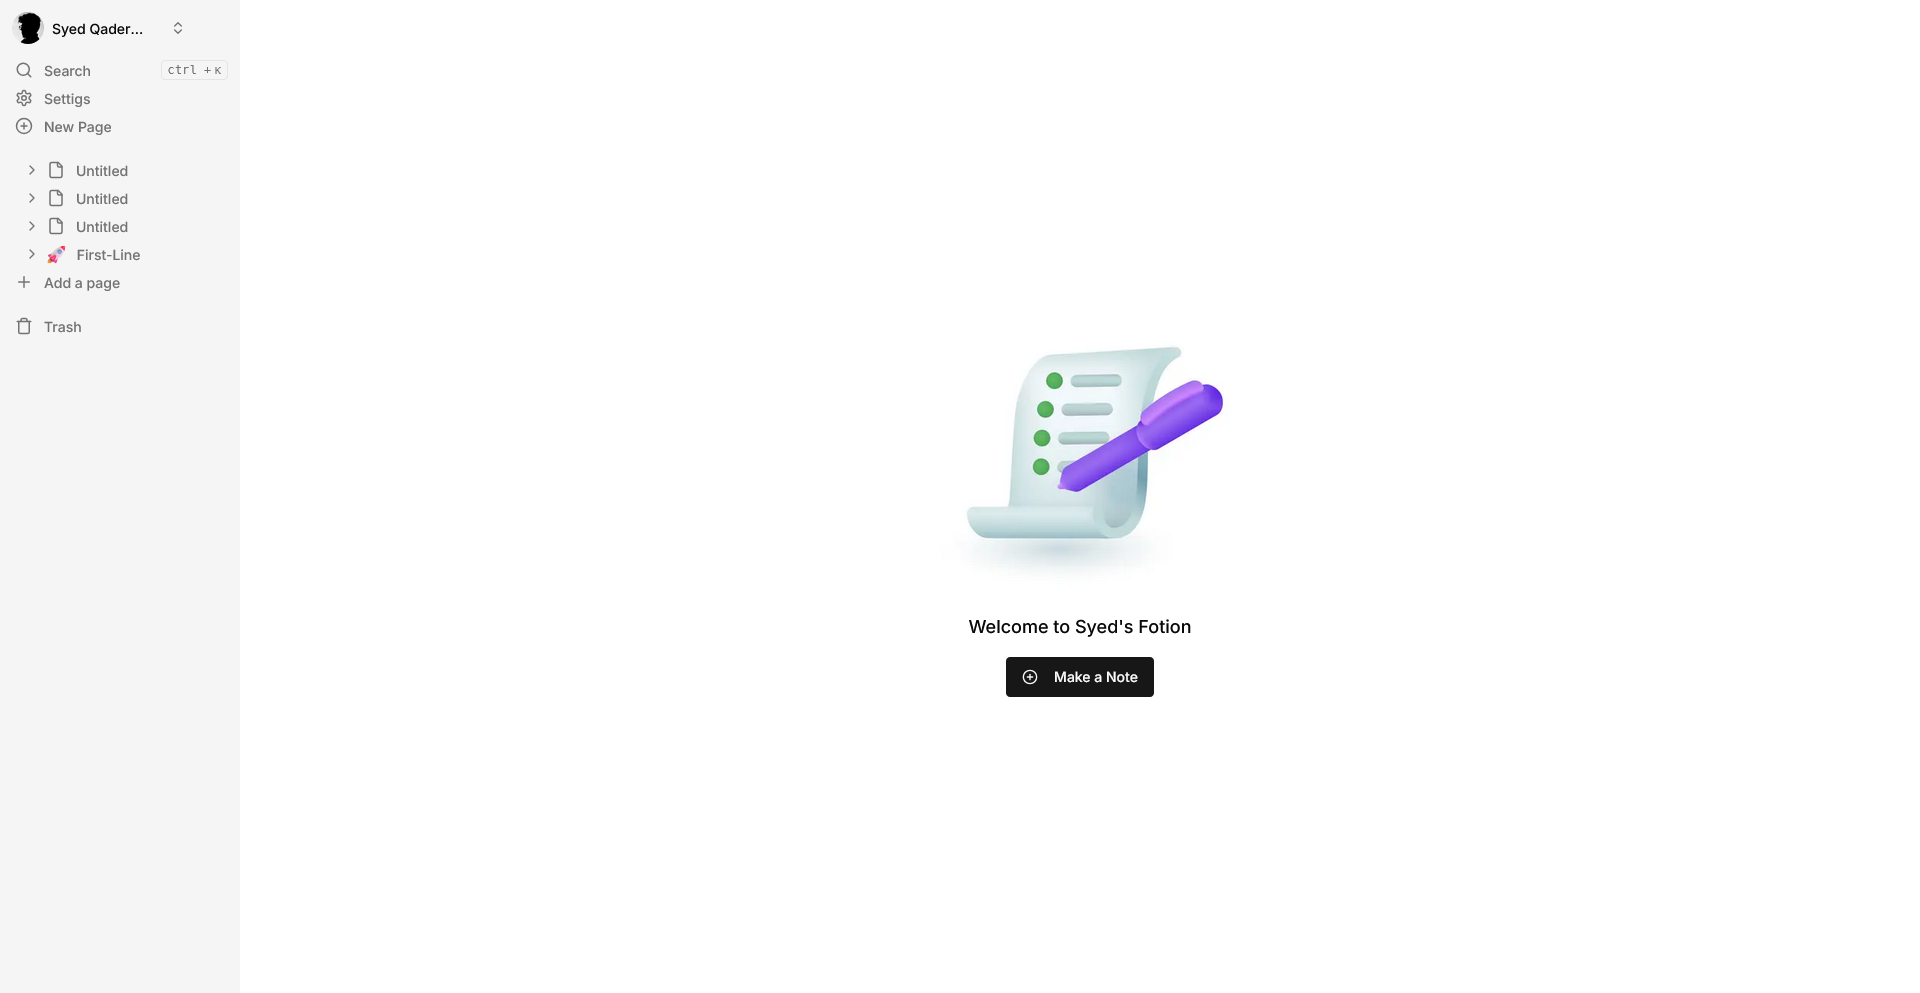 Syed Qader...
Search ctrl + K
Settigs
New Page
Untitled
Untitled
Untitled
First-Line
Add a page
Trash
Welcome to Syed's Fotion
Make a Note